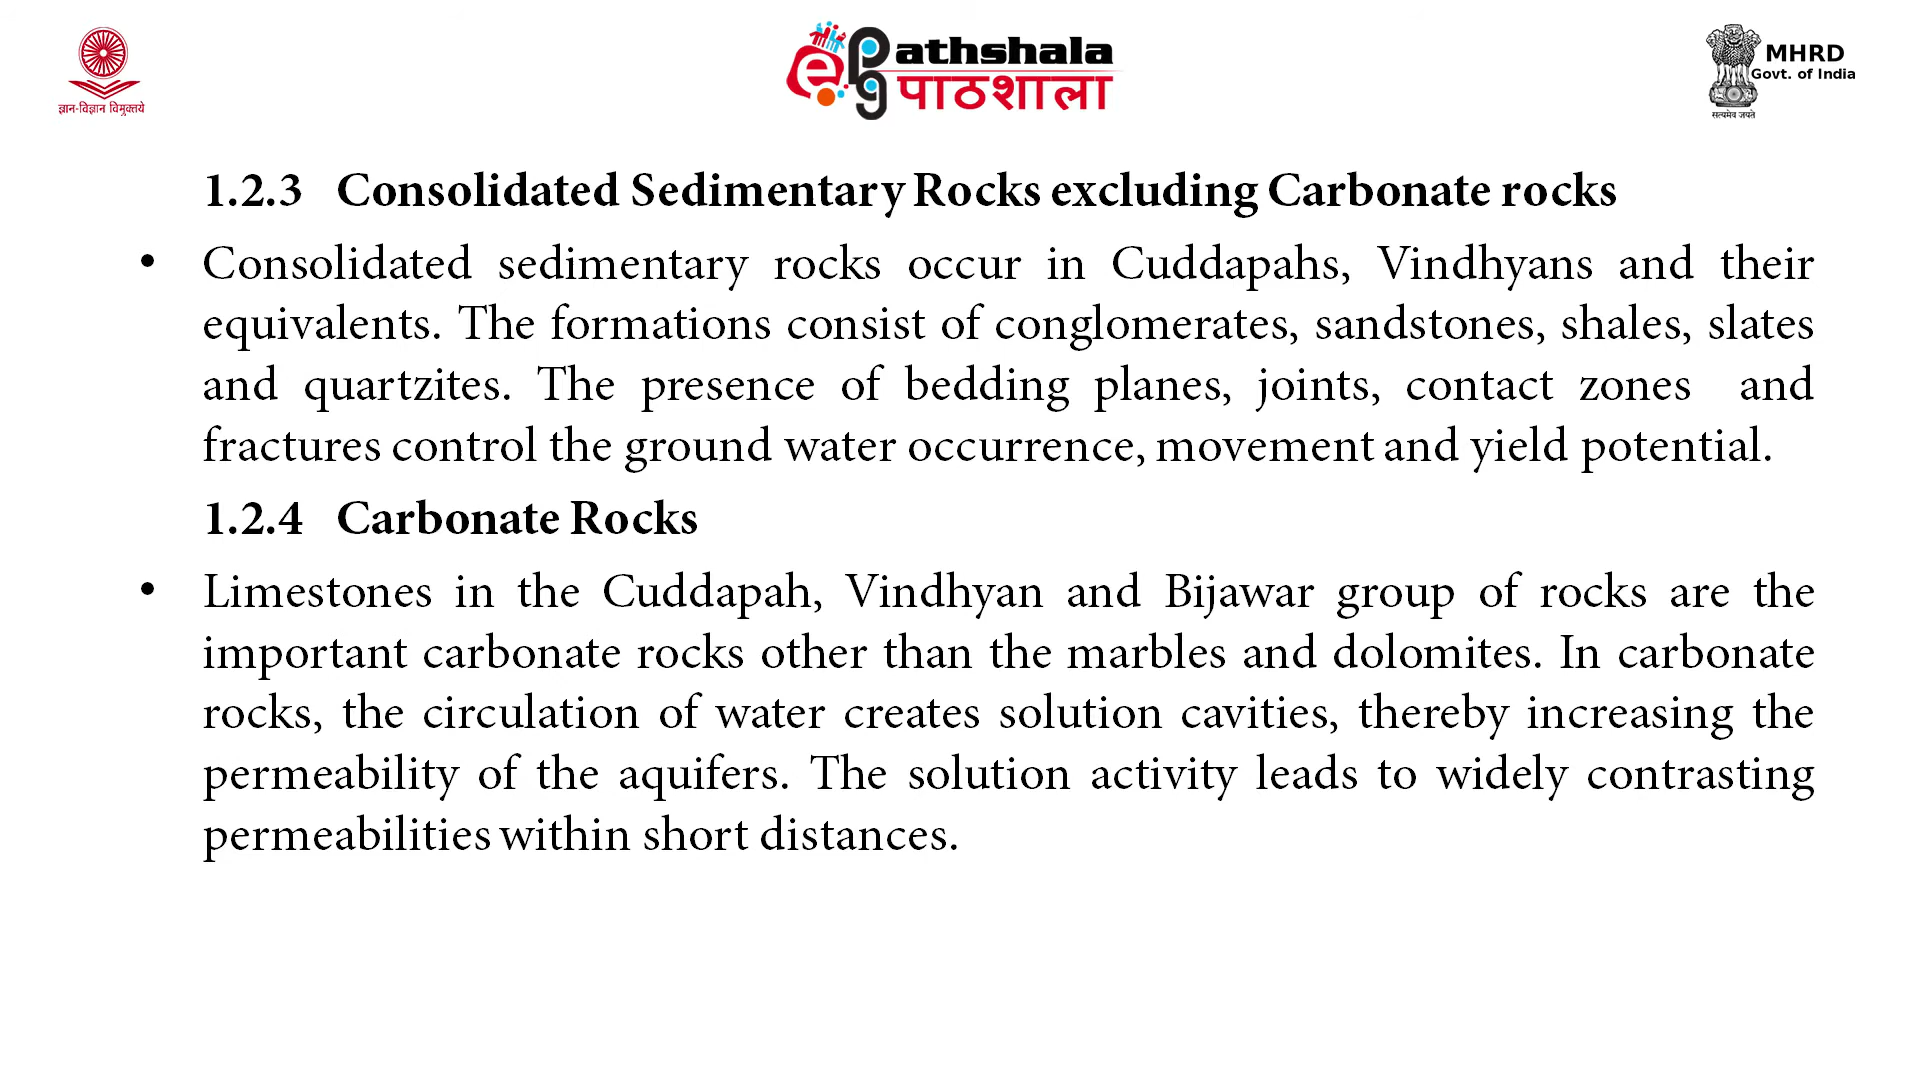 ज्ञान-विज्ञान विमुक्तये
ePg athshala
पाठशाला
MHRD
Govt. of India
सत्यमेव जयते
1.2.3 Consolidated Sedimentary Rocks excluding Carbonate rocks
• Consolidated sedimentary rocks occur in Cuddapahs, Vindhyans and their
equivalents. The formations consist of conglomerates, sandstones, shales, slates
and quartzites. The presence of bedding planes, joints, contact zones and
fractures control the ground water occurrence, movement and yield potential.
1.2.4 Carbonate Rocks
• Limestones in the Cuddapah, Vindhyan and Bijawar group of rocks are the
important carbonate rocks other than the marbles and dolomites. In carbonate
rocks, the circulation of water creates solution cavities, thereby increasing the
permeability of the aquifers. The solution activity leads to widely contrasting
permeabilities within short distances.